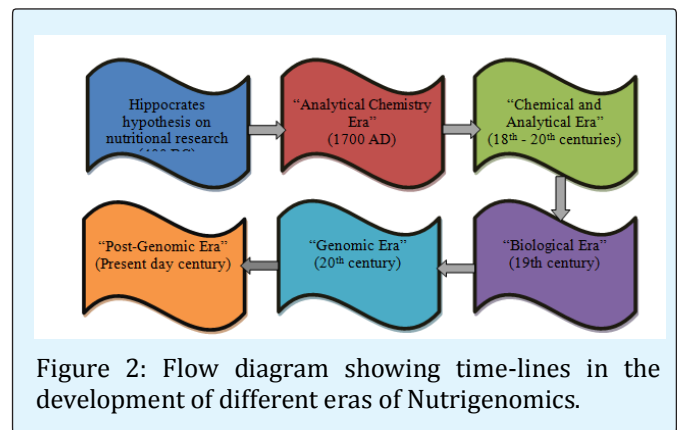 Hippocrates
hypothesis on
nutritional research
“Analytical Chemistry
Era”
(1700 AD)
“Chemical and
Analytical Era”
(18th - 20th centuries)
“Biological Era”
(19th century)
“Genomic Era”
(20th century)
“Post-Genomic Era”
(Present day century)
Figure 2: Flow diagram showing time-lines in the
development of different eras of Nutrigenomics.